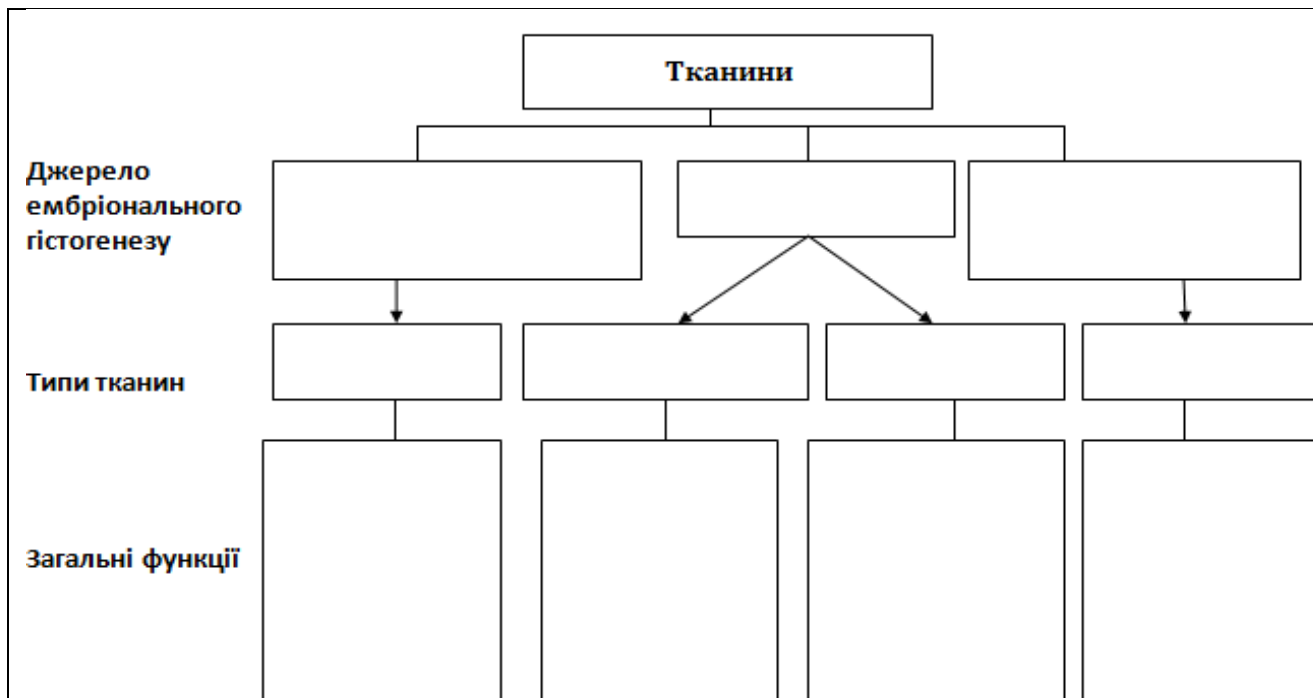 Тканини
Джерело
ембріонального
гістогенезу
Типи тканин
Загальні функції